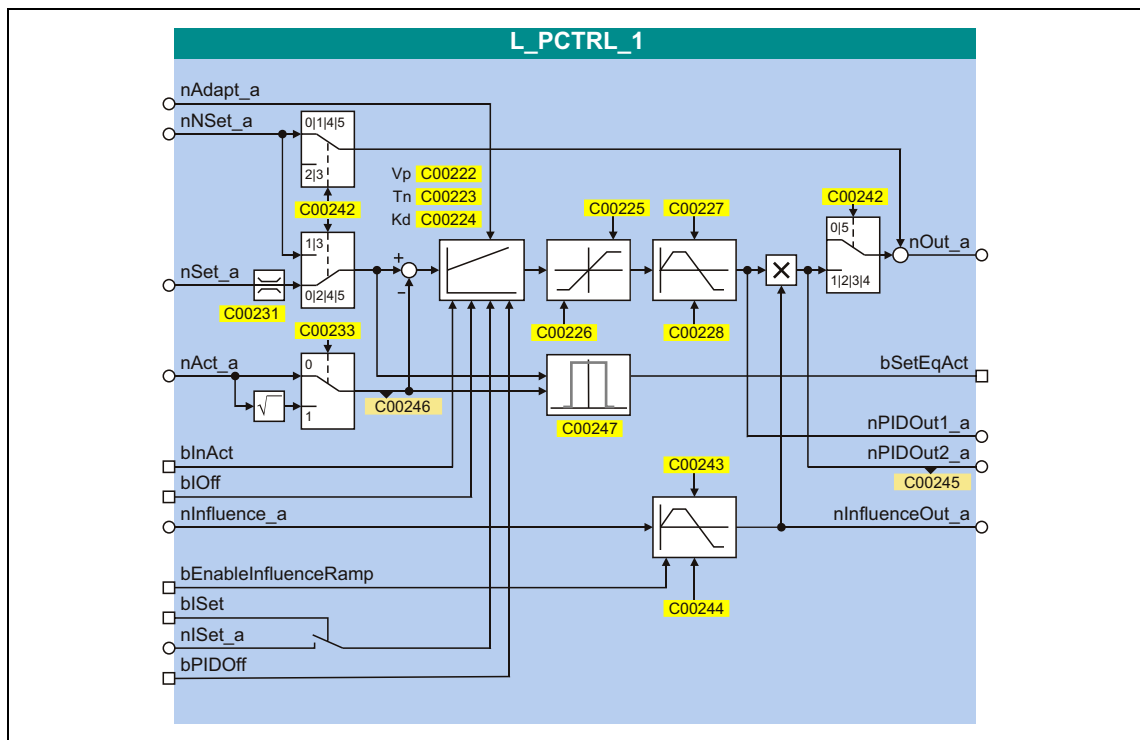 L_PCTRL_1
nAdapt_a
nNSet_a
0|1|4|5
2|3
C00242
Vp C00222
Tn C00223
Kd C00224
C00225
C00227
C00242
0|5
1|2|3|4
nOut_a
1|3
0|2|4|5
nSet_a
C00231
+
−
C00226
C00228
C00233
nAct_a
0
1
√
C00246
C00247
bSetEqAct
nPIDOut1_a
nPIDOut2_a
C00245
bInAct
bIOff
nInfluence_a
C00243
nInfluenceOut_a
bEnableInfluenceRamp
C00244
bISet
nISet_a
bPIDOff